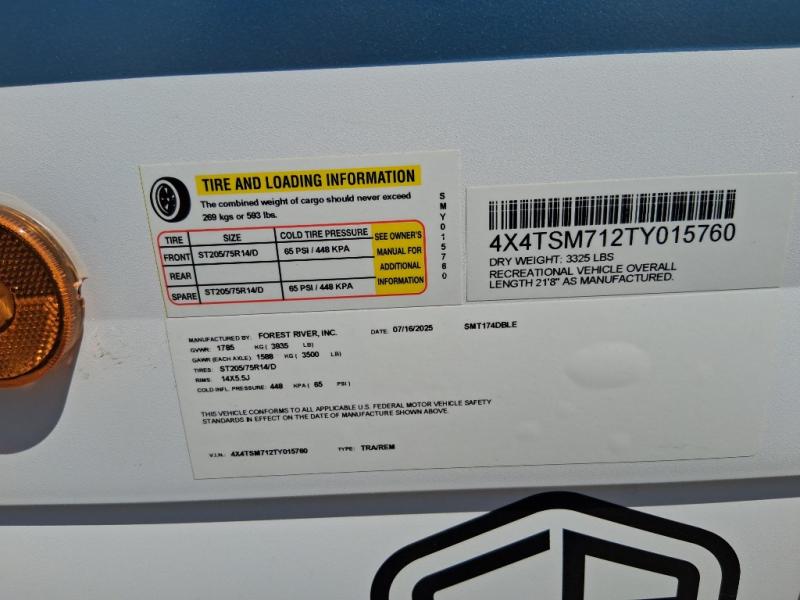 TIRE AND LOADING INFORMATION
The combined weight of cargo should never exceed
269 kgs or 593 lbs.
TIRE SIZE COLD TIRE PRESSURE SEE OWNER'S MANUAL FOR ADDITIONAL INFORMATION
FRONT ST205/75R14/D 65 PSI / 448 KPA
REAR
SPARE ST205/75R14/D 65 PSI / 448 KPA
SMY015760
4X4TSM712TY015760
DRY WEIGHT: 3325 LBS
RECREATIONAL VEHICLE OVERALL
LENGTH 21'8" AS MANUFACTURED.
MANUFACTURED BY: FOREST RIVER, INC. DATE: 07/16/2025 SMT174DBLE
GVWR: 1785 KG ( 3935 LB)
GAWR (EACH AXLE): 1588 KG ( 3500 LB)
TIRES: ST205/75R14/D
RIMS: 14X5.5J
COLD INFL. PRESSURE: 448 KPA ( 65 PSI )
THIS VEHICLE CONFORMS TO ALL APPLICABLE U.S. FEDERAL MOTOR VEHICLE SAFETY
STANDARDS IN EFFECT ON THE DATE OF MANUFACTURE SHOWN ABOVE.
V.I.N.: 4X4TSM712TY015760 TYPE: TRA/REM